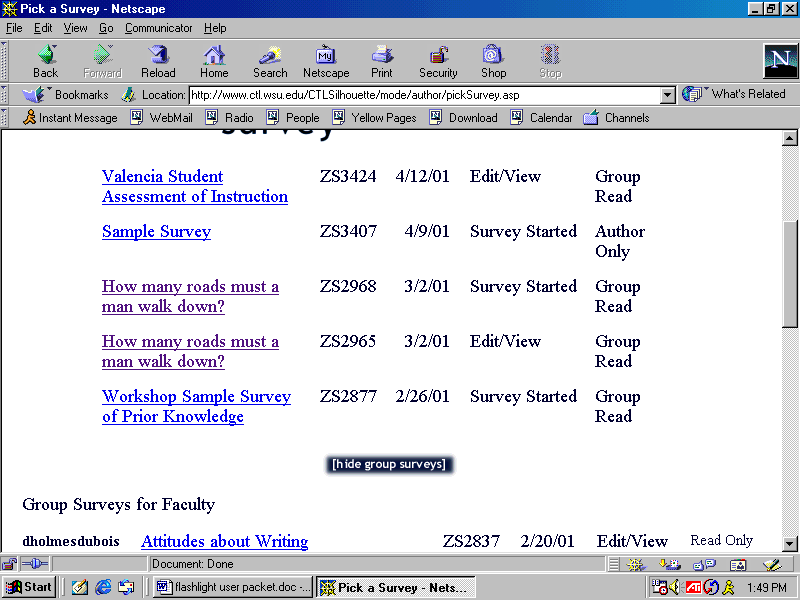 Pick a Survey - Netscape
File Edit View Go Communicator Help
Back Forward Reload Home Search Netscape Print Security Shop Stop
My
N
Bookmarks Location: http://www.ctl.wsu.edu/CTLSilhouette/mode/author/pickSurvey.asp What's Related
Instant Message WebMail Radio People Yellow Pages Download Calendar Channels
survey
Valencia Student ZS3424 4/12/01 Edit/View Group
Assessment of Instruction Read
Sample Survey ZS3407 4/9/01 Survey Started Author
Only
How many roads must a ZS2968 3/2/01 Survey Started Group
man walk down? Read
How many roads must a ZS2965 3/2/01 Edit/View Group
man walk down? Read
Workshop Sample Survey ZS2877 2/26/01 Survey Started Group
of Prior Knowledge Read
[hide group surveys]
Group Surveys for Faculty
dholmesdubois Attitudes about Writing ZS2837 2/20/01 Edit/View Read Only
Document: Done
Start flashlight user packet.doc -... Pick a Survey - Nets... 1:49 PM